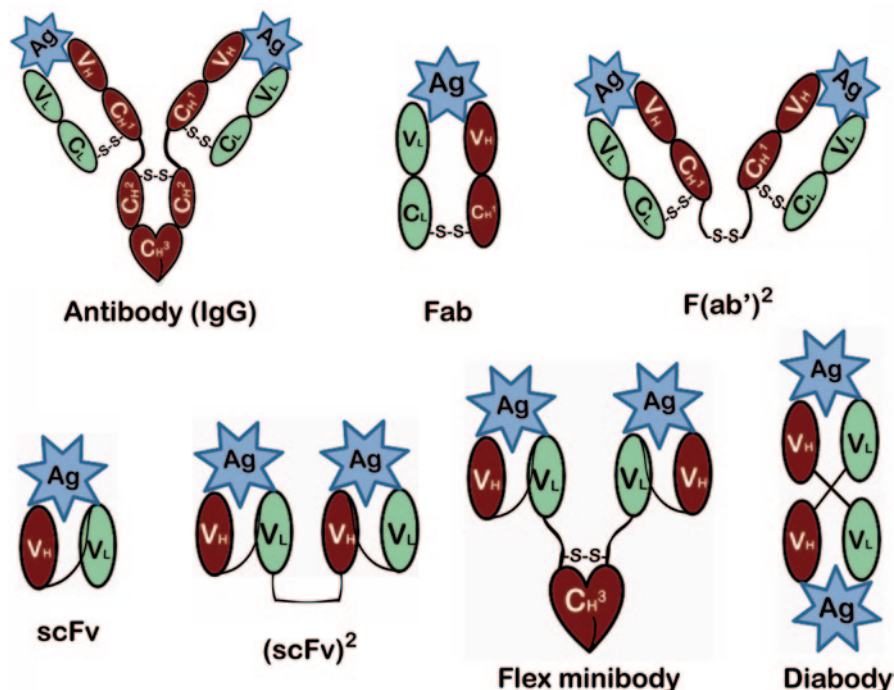 Ag
Ag
VH
VH
VL
VL
CH1
CH1
CL
CL
-S-S-
-S-S-
-S-S-
CH2
CH2
CH3
Antibody (IgG)
Ag
VL
VH
CL
CH1
-S-S-
Fab
Ag
Ag
VH
VH
VL
VL
CH1
CH1
CL
CL
-S-S-
-S-S-
-S-S-
F(ab')²
Ag
VH
VL
scFv
Ag
Ag
VH
VL
VH
VL
(scFv)²
Ag
Ag
VH
VL
VL
VH
-S-S-
CH3
Flex minibody
Ag
VH
VL
VH
VL
Ag
Diabody